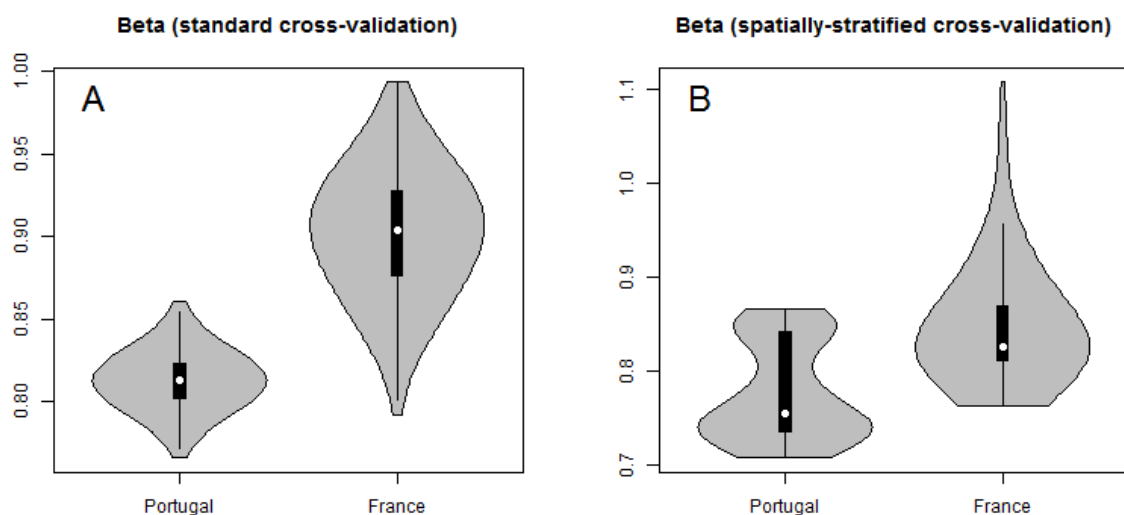 Beta (standard cross-validation)
A
1.00
0.95
0.90
0.85
0.80
Portugal France
Beta (spatially-stratified cross-validation)
B
1.1
1.0
0.9
0.8
0.7
Portugal France